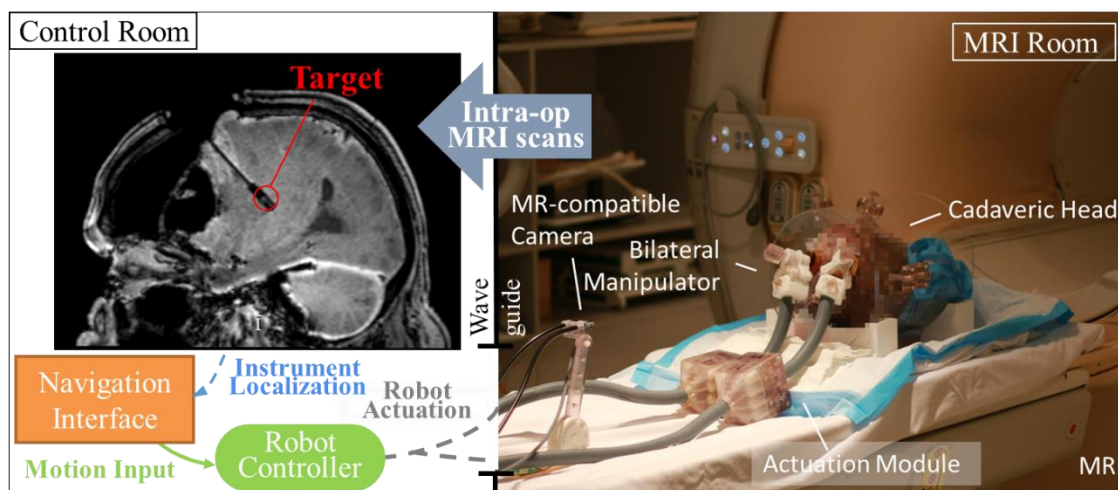 Control Room
Target
Intra-op
MRI scans
Wave
guide
Instrument
Localization
Navigation
Interface
Robot
Actuation
Motion Input
Robot
Controller
MRI Room
MR-compatible
Camera
Bilateral
Manipulator
Cadaveric Head
Actuation Module
MR